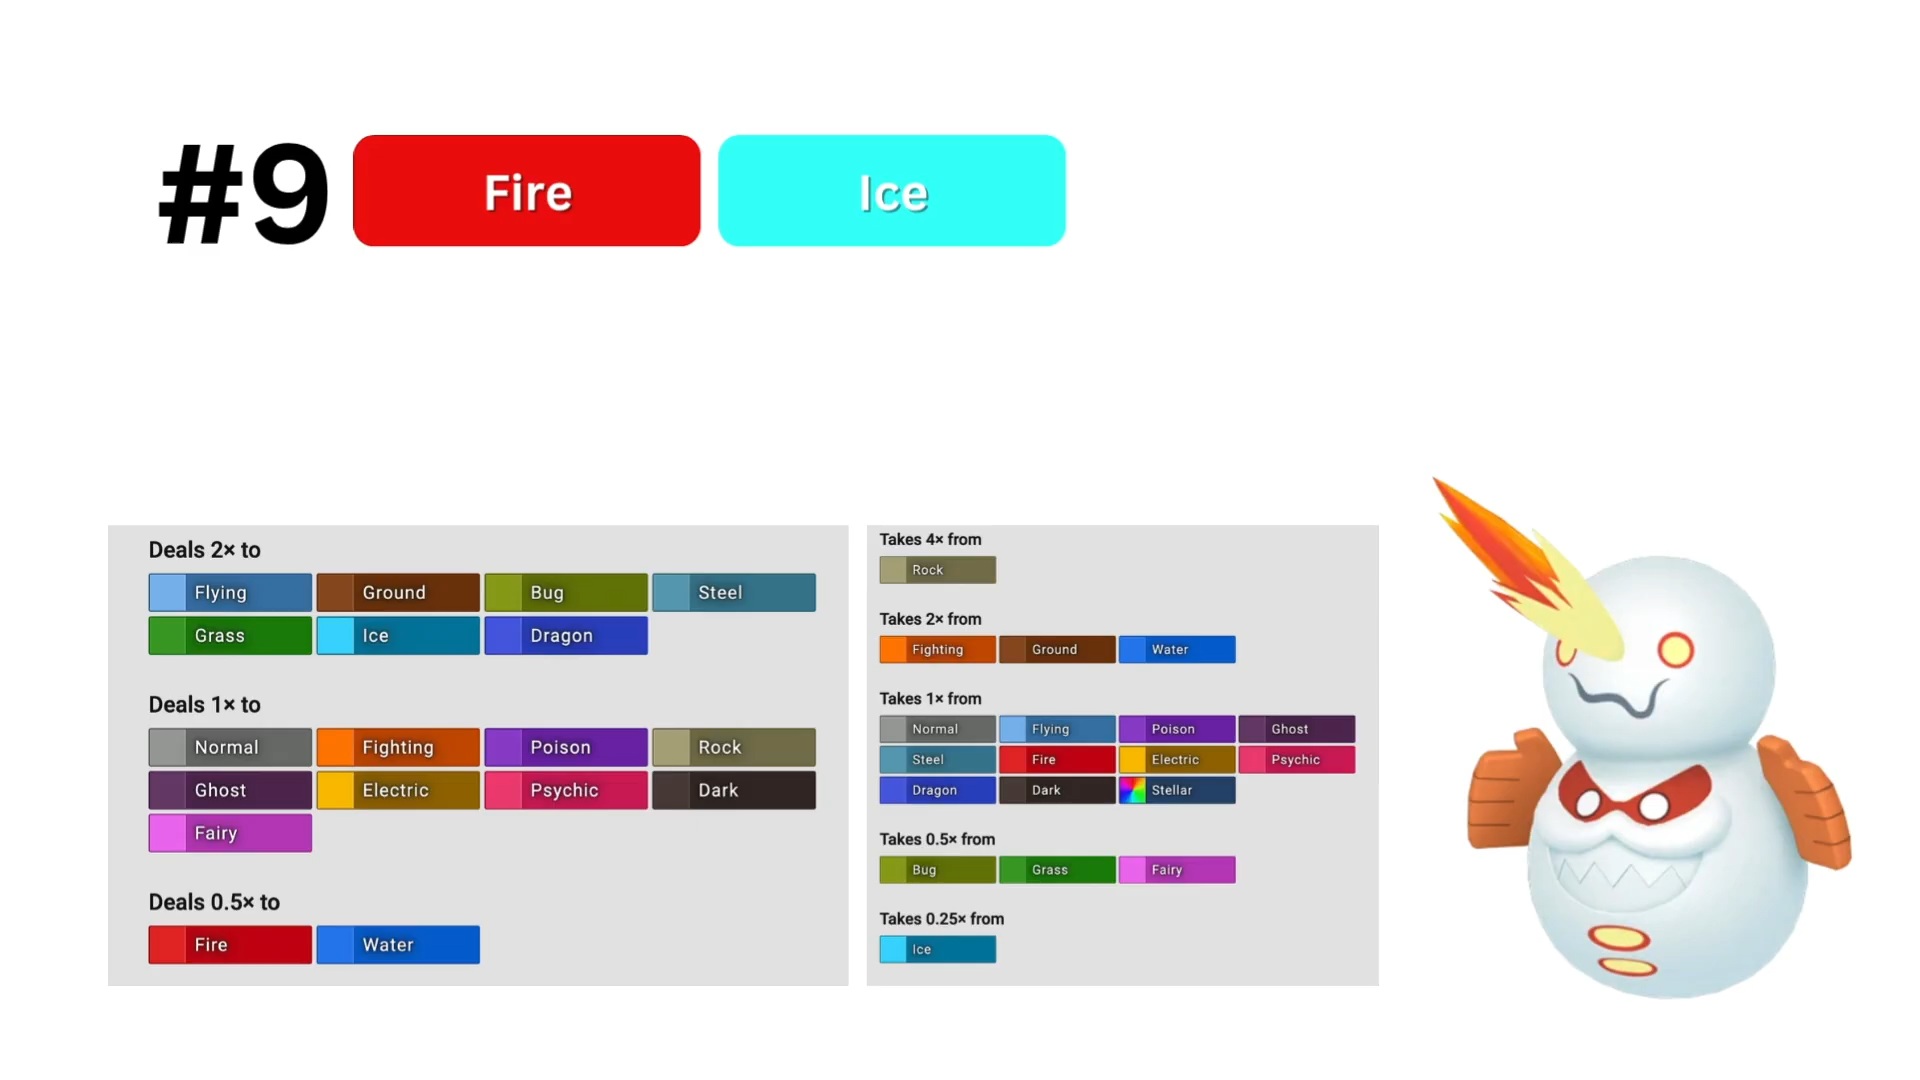 #9 Fire Ice
Deals 2× to
Flying Ground Bug Steel
Grass Ice Dragon
Deals 1× to
Normal Fighting Poison Rock
Ghost Electric Psychic Dark
Fairy
Deals 0.5× to
Fire Water
Takes 4× from
Rock
Takes 2× from
Fighting Ground Water
Takes 1× from
Normal Flying Poison Ghost
Steel Fire Electric Psychic
Dragon Dark Stellar
Takes 0.5× from
Bug Grass Fairy
Takes 0.25× from
Ice